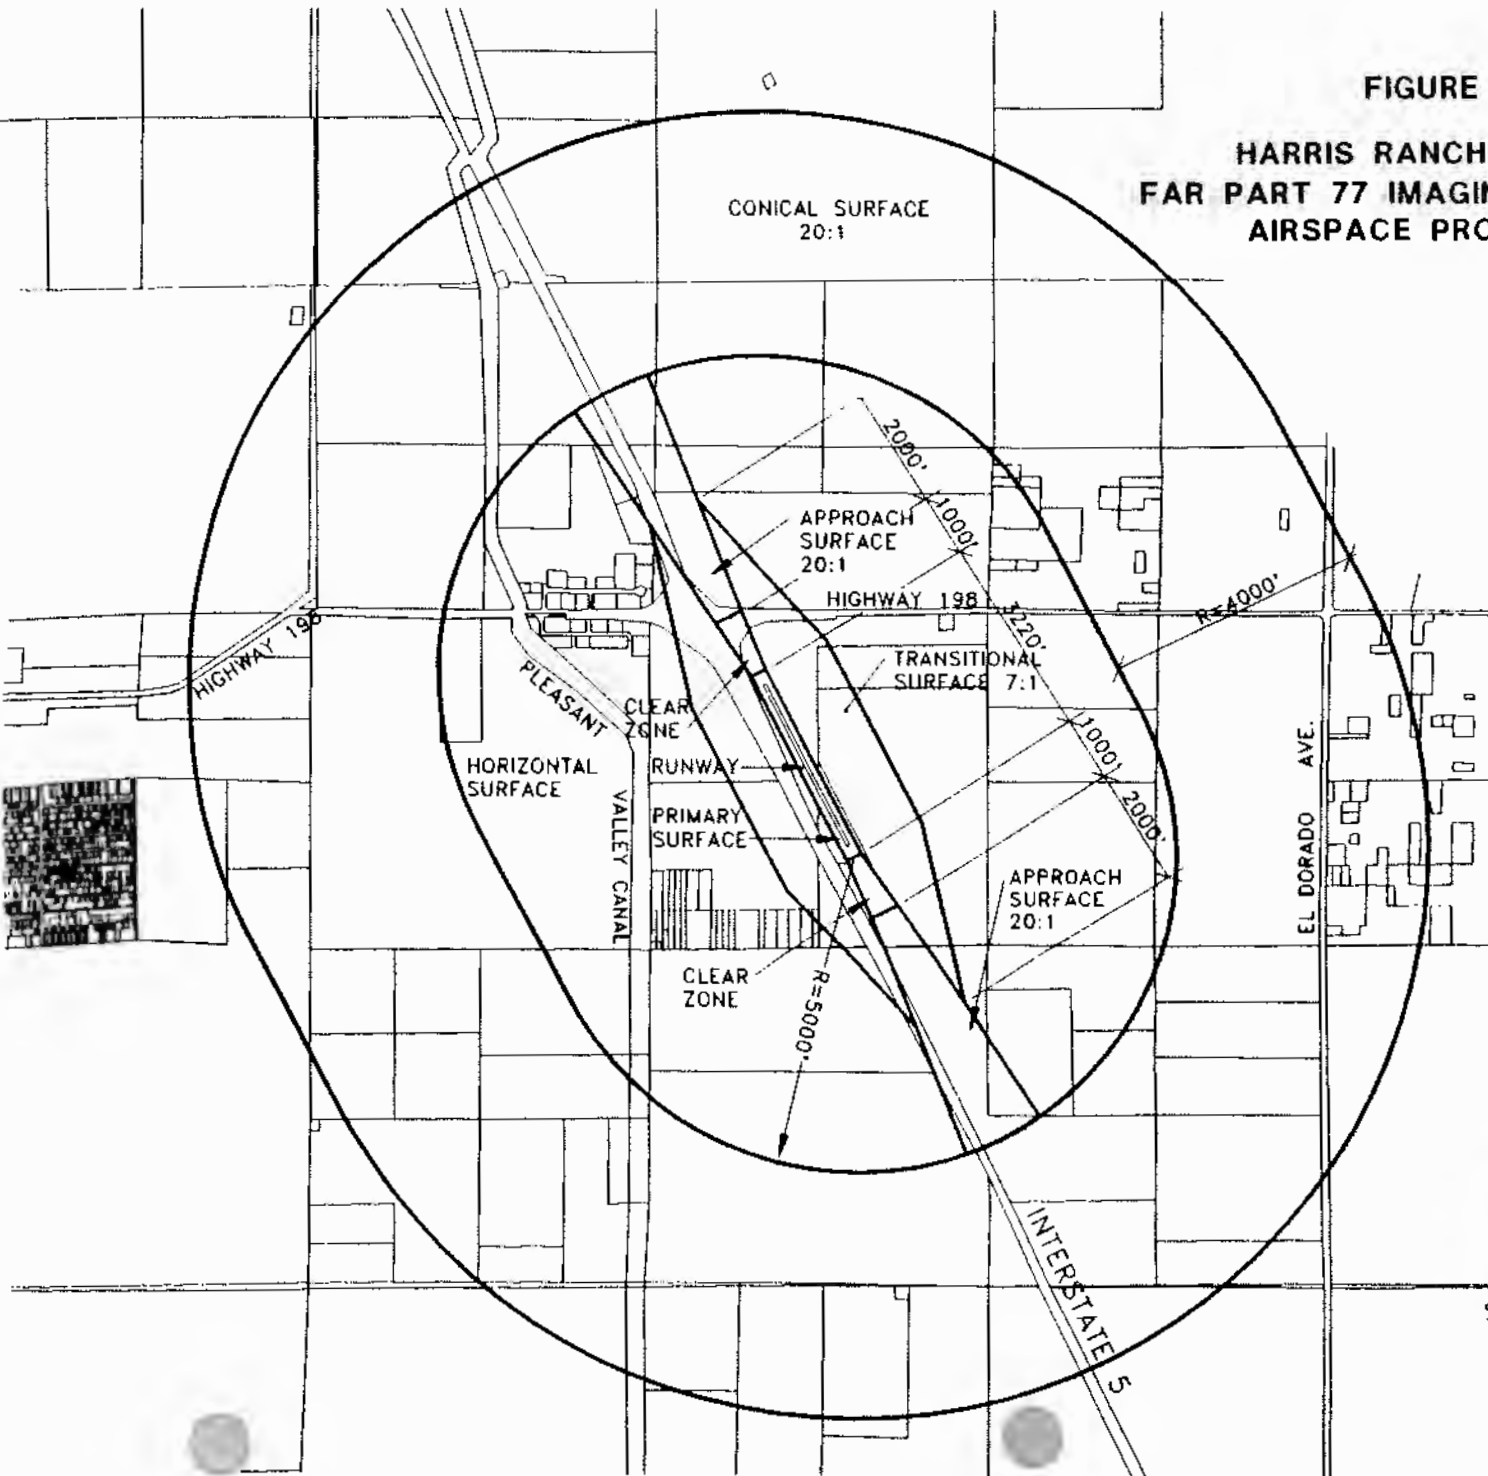 FIGURE
HARRIS RANCH
FAR PART 77 IMAGIN
AIRSPACE PRO
CONICAL SURFACE
20:1
2000'
1000'
APPROACH
SURFACE
20:1
HIGHWAY 198
3220'
R=4000'
HIGHWAY 198
PLEASANT
VALLEY CANAL
TRANSITIONAL
SURFACE 7:1
CLEAR
ZONE
HORIZONTAL
SURFACE
RUNWAY
PRIMARY
SURFACE
1000'
2000'
EL DORADO AVE.
APPROACH
SURFACE
20:1
CLEAR
ZONE
R=5000'
INTERSTATE 5